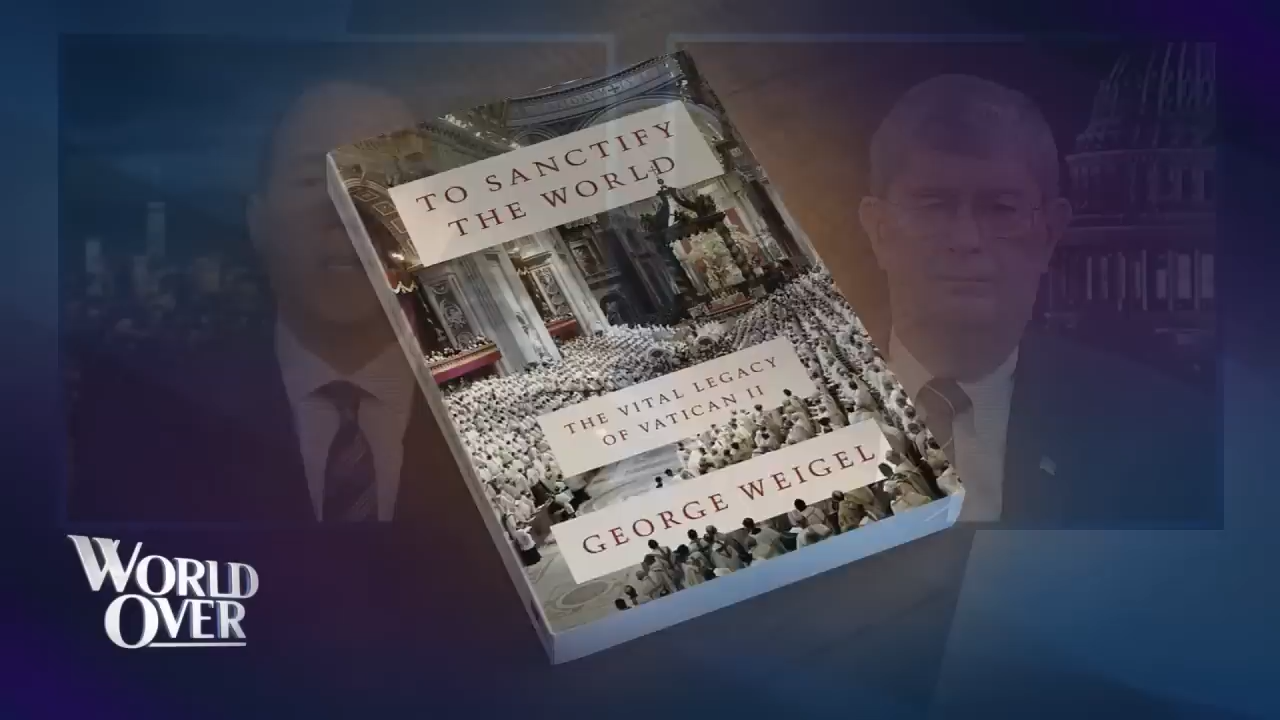 TO SANCTIFY
THE WORLD
THE VITAL LEGACY
OF VATICAN II
GEORGE WEIGEL
WORLD
OVER